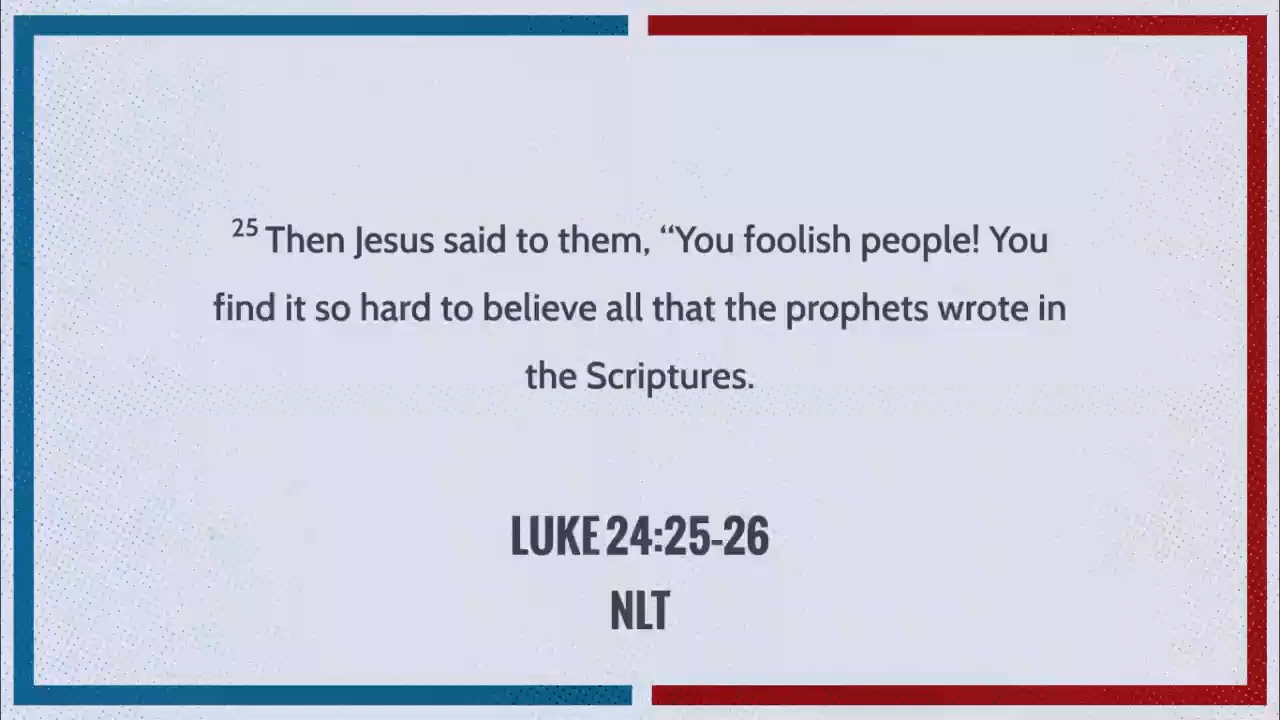 25 Then Jesus said to them, “You foolish people! You
find it so hard to believe all that the prophets wrote in
the Scriptures.
LUKE 24:25-26
NLT